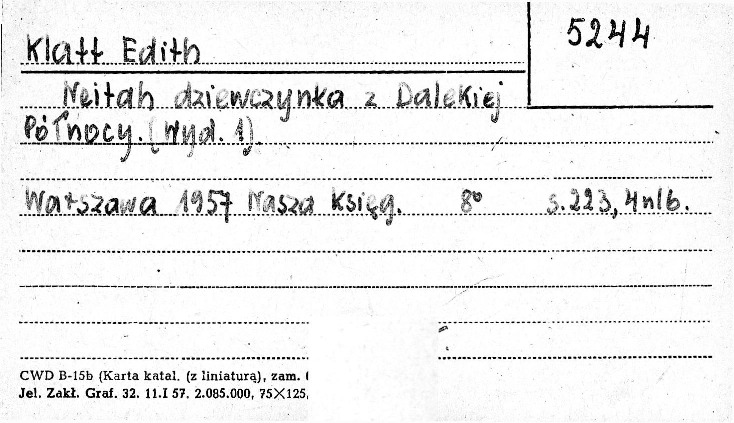 5244
Klatt Edith
Neitah dziewczynka z Dalekiej
Północy. (Wyd. 1).
Warszawa 1957 Nasza Księg. 8º s. 223, 4 nlb.
CWD B-15b (Karta katal. (z liniaturą), zam. (
Jel. Zakł. Graf. 32. 11.I 57. 2.085.000, 75×125,